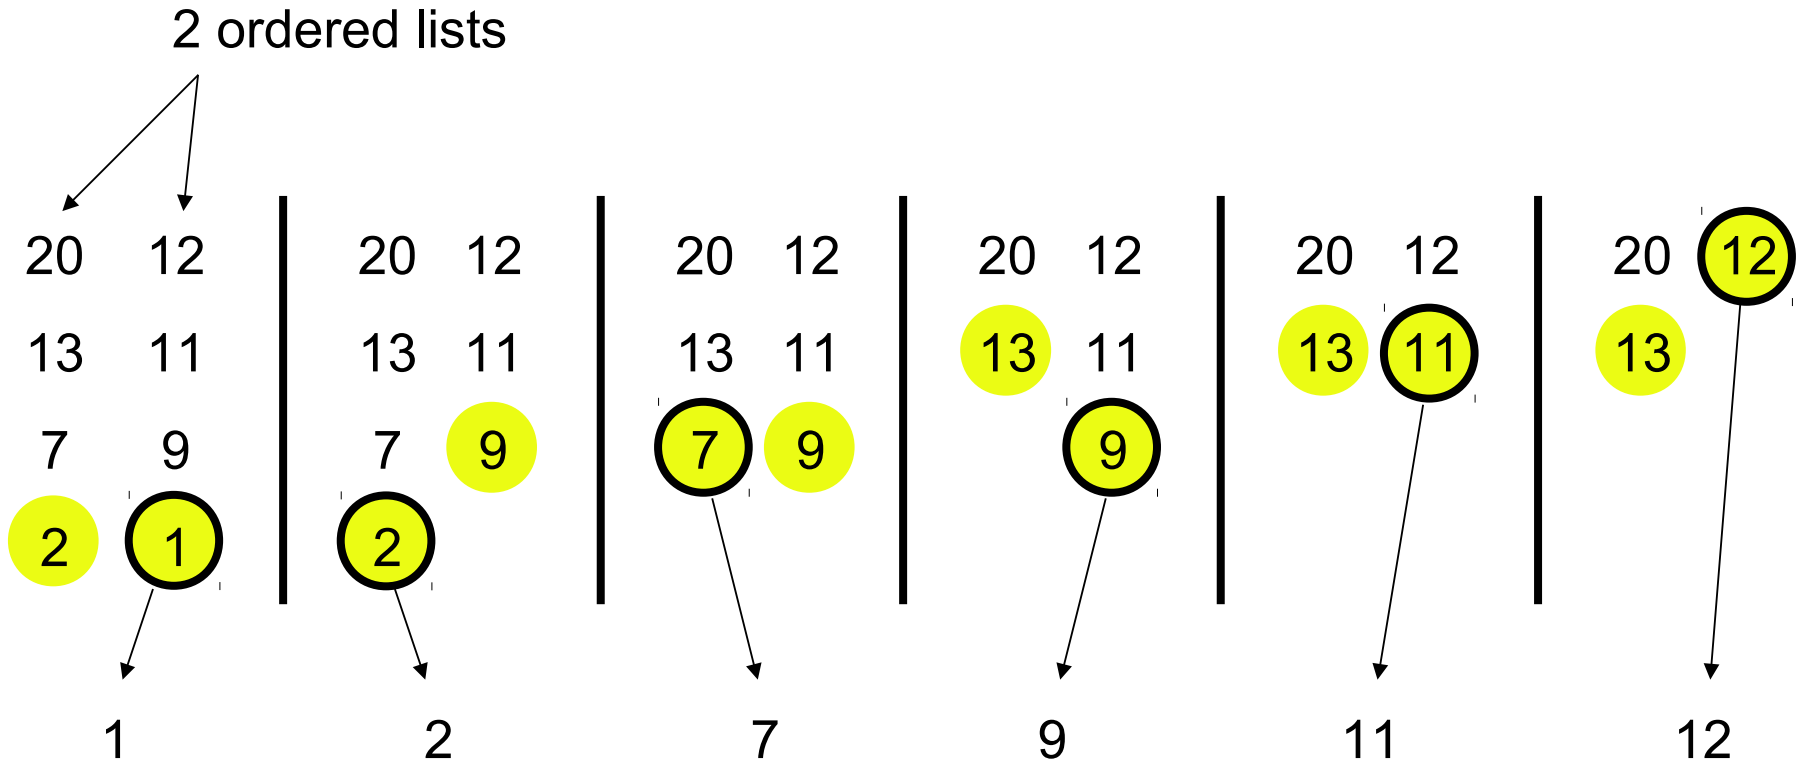 2 ordered lists
20 12 20 12 20 12 20 12 20 12 20 12
13 11 13 11 13 11 13 11 13 11 13
7 9 7 9 7 9 9
2 1 2
1 2 7 9 11 12